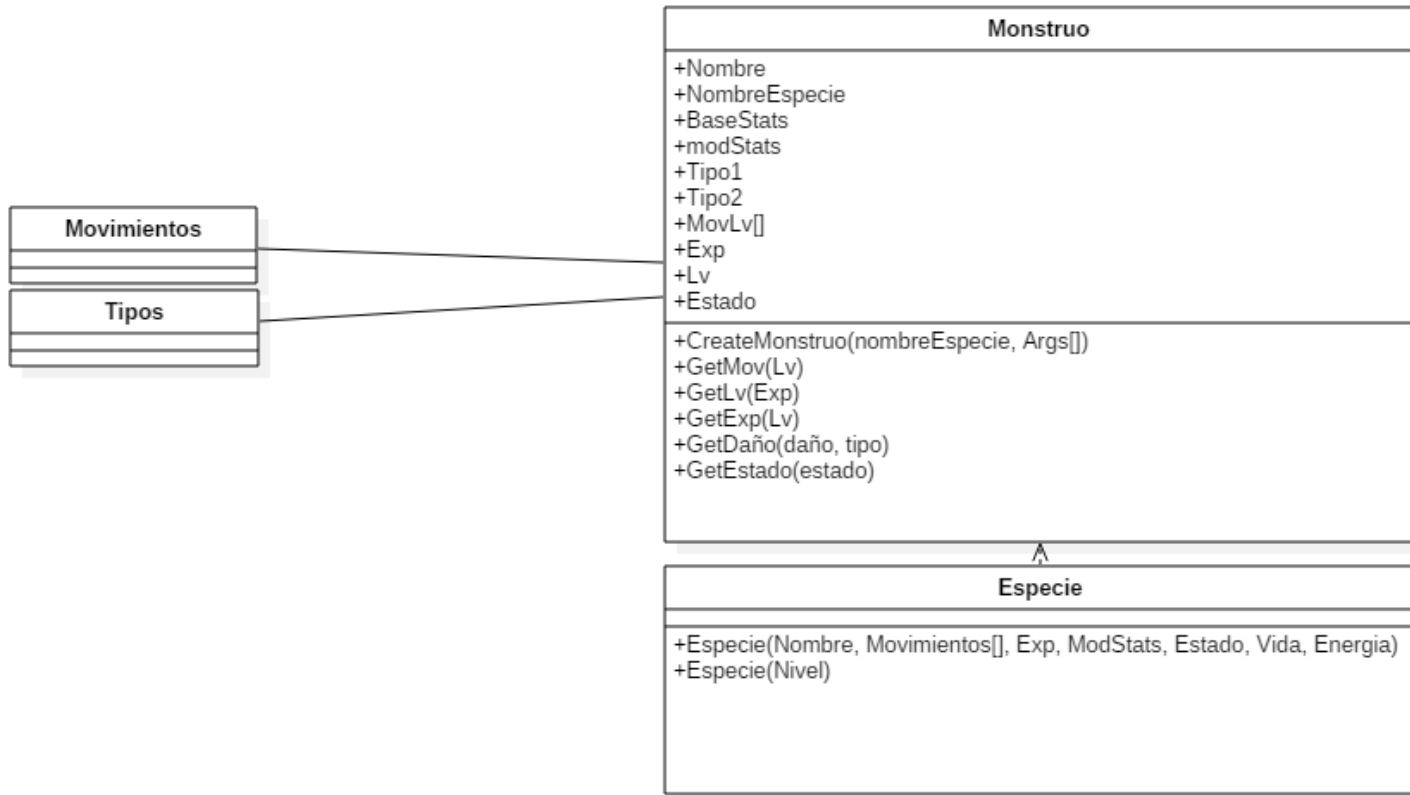 Monstruo
+Nombre
+NombreEspecie
+BaseStats
+modStats
+Tipo1
+Tipo2
+MovLv[]
+Exp
+Lv
+Estado
+CreateMonstruo(nombreEspecie, Args[])
+GetMov(Lv)
+GetLv(Exp)
+GetExp(Lv)
+GetDaño(daño, tipo)
+GetEstado(estado)
Movimientos
Tipos
Especie
+Especie(Nombre, Movimientos[], Exp, ModStats, Estado, Vida, Energia)
+Especie(Nivel)